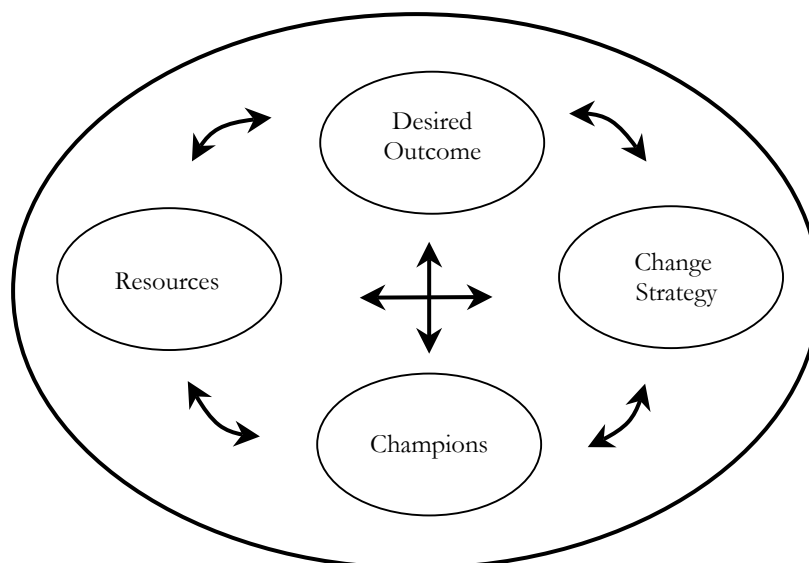 Desired
Outcome
Resources
Change
Strategy
Champions